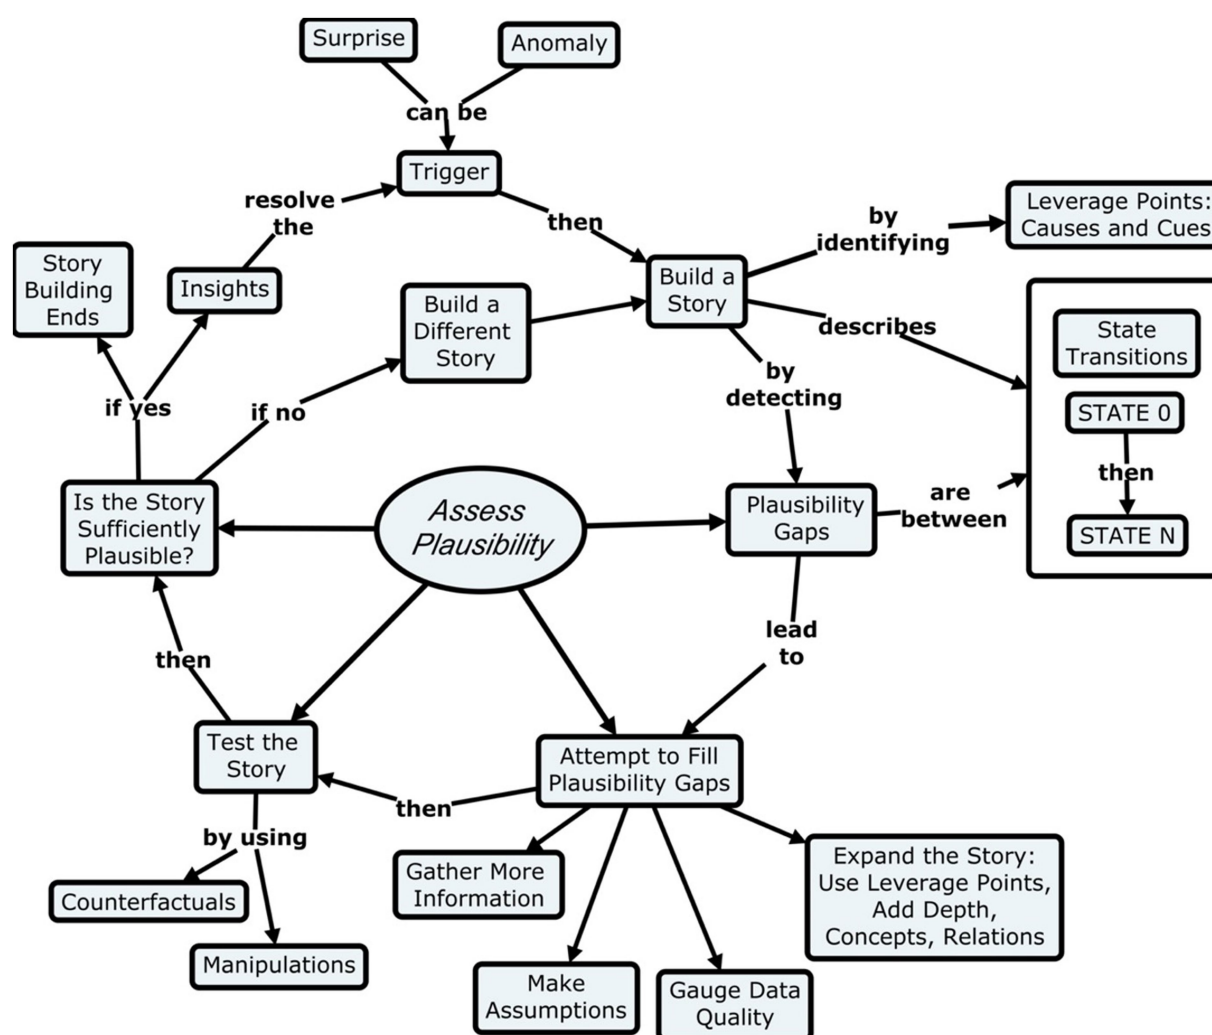 Surprise
Anomaly
can be
Trigger
resolve
the
then
by
identifying
Leverage Points:
Causes and Cues
Story
Building
Ends
Insights
Build a
Different
Story
Build a
Story
describes
State
Transitions
STATE 0
then
STATE N
if yes
if no
by
detecting
Is the Story
Sufficiently
Plausible?
Assess
Plausibility
Plausibility
Gaps
are
between
lead
to
then
Test the
Story
Attempt to Fill
Plausibility Gaps
then
by using
Counterfactuals
Manipulations
Gather More
Information
Make
Assumptions
Gauge Data
Quality
Expand the Story:
Use Leverage Points,
Add Depth,
Concepts, Relations